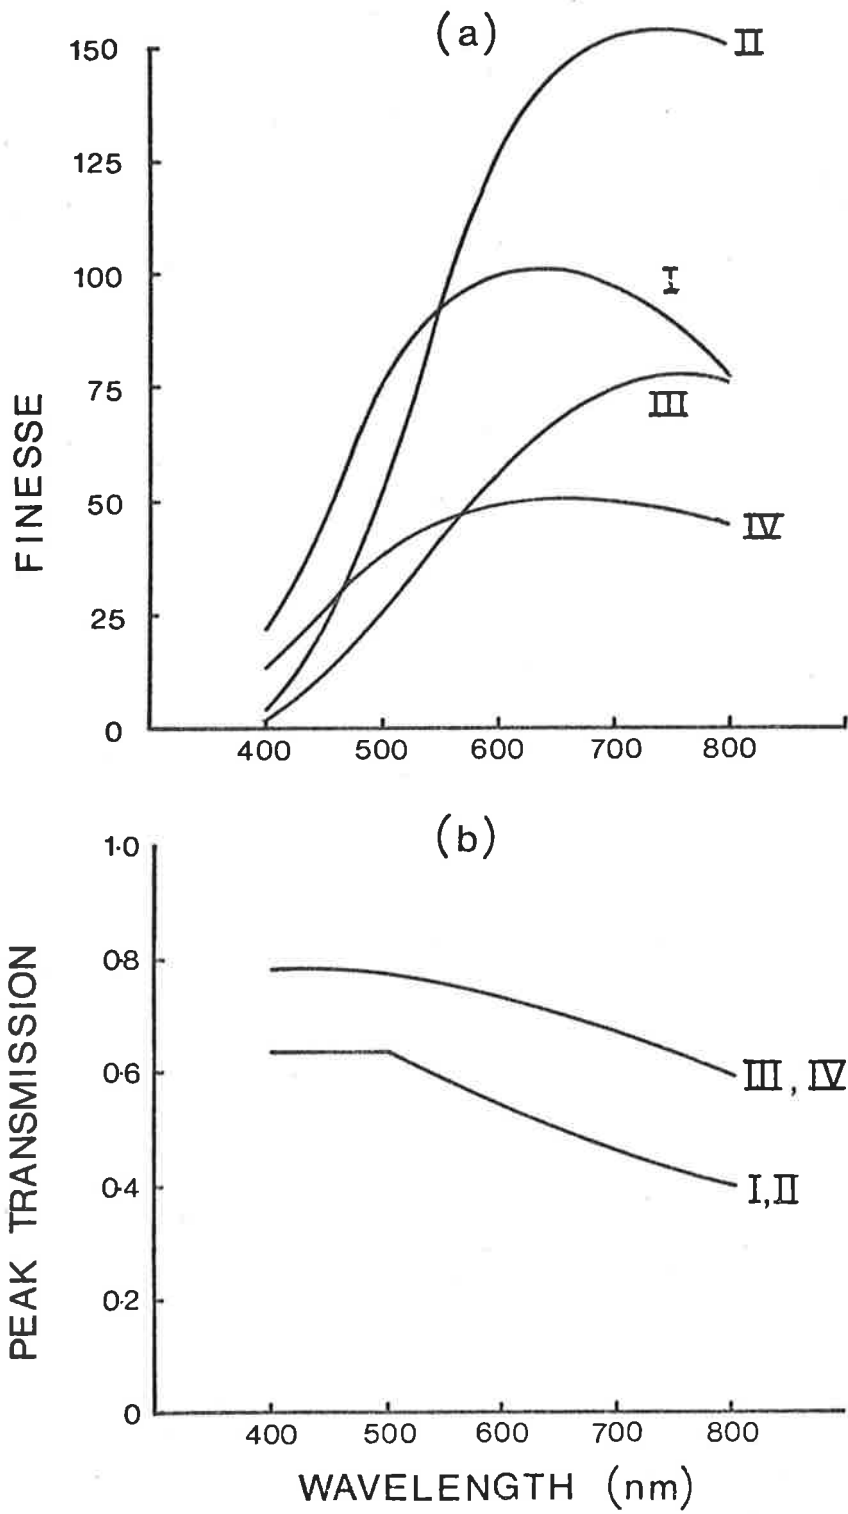 (a)
150
125
100
75
50
25
0
FINESSE
II
I
III
IV
400 500 600 700 800
(b)
1·0
0·8
0·6
0·4
0·2
0
PEAK TRANSMISSION
III, IV
I, II
400 500 600 700 800
WAVELENGTH (nm)